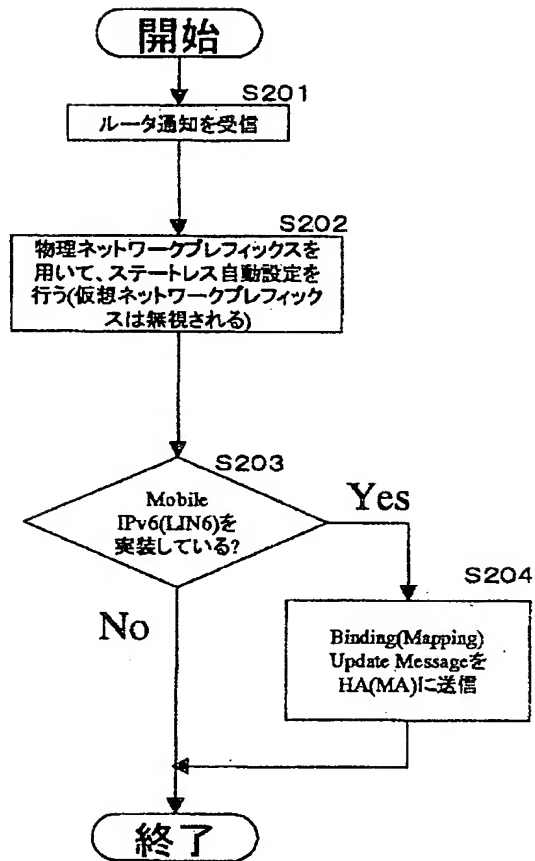 開始
S201
ルータ通知を受信
S202
物理ネットワークプレフィックスを
用いて、ステートレス自動設定を
行う(仮想ネットワークプレフィック
スは無視される)
S203
Mobile
IPv6(LIN6)を
実装している?
Yes
No
S204
Binding(Mapping)
Update Messageを
HA(MA)に送信
終了